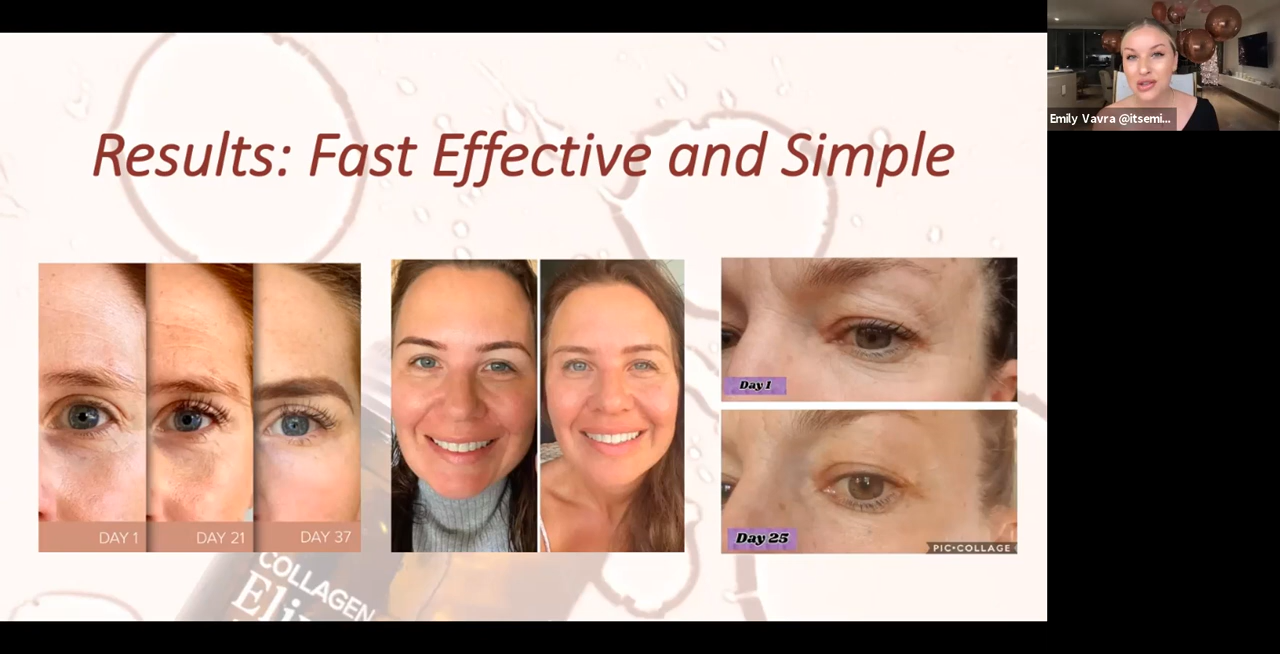 Results: Fast Effective and Simple
Emily Vavra @itsemi...
DAY 1
DAY 21
DAY 37
Day 1
Day 25
PIC•COLLAGE
COLLAGEN